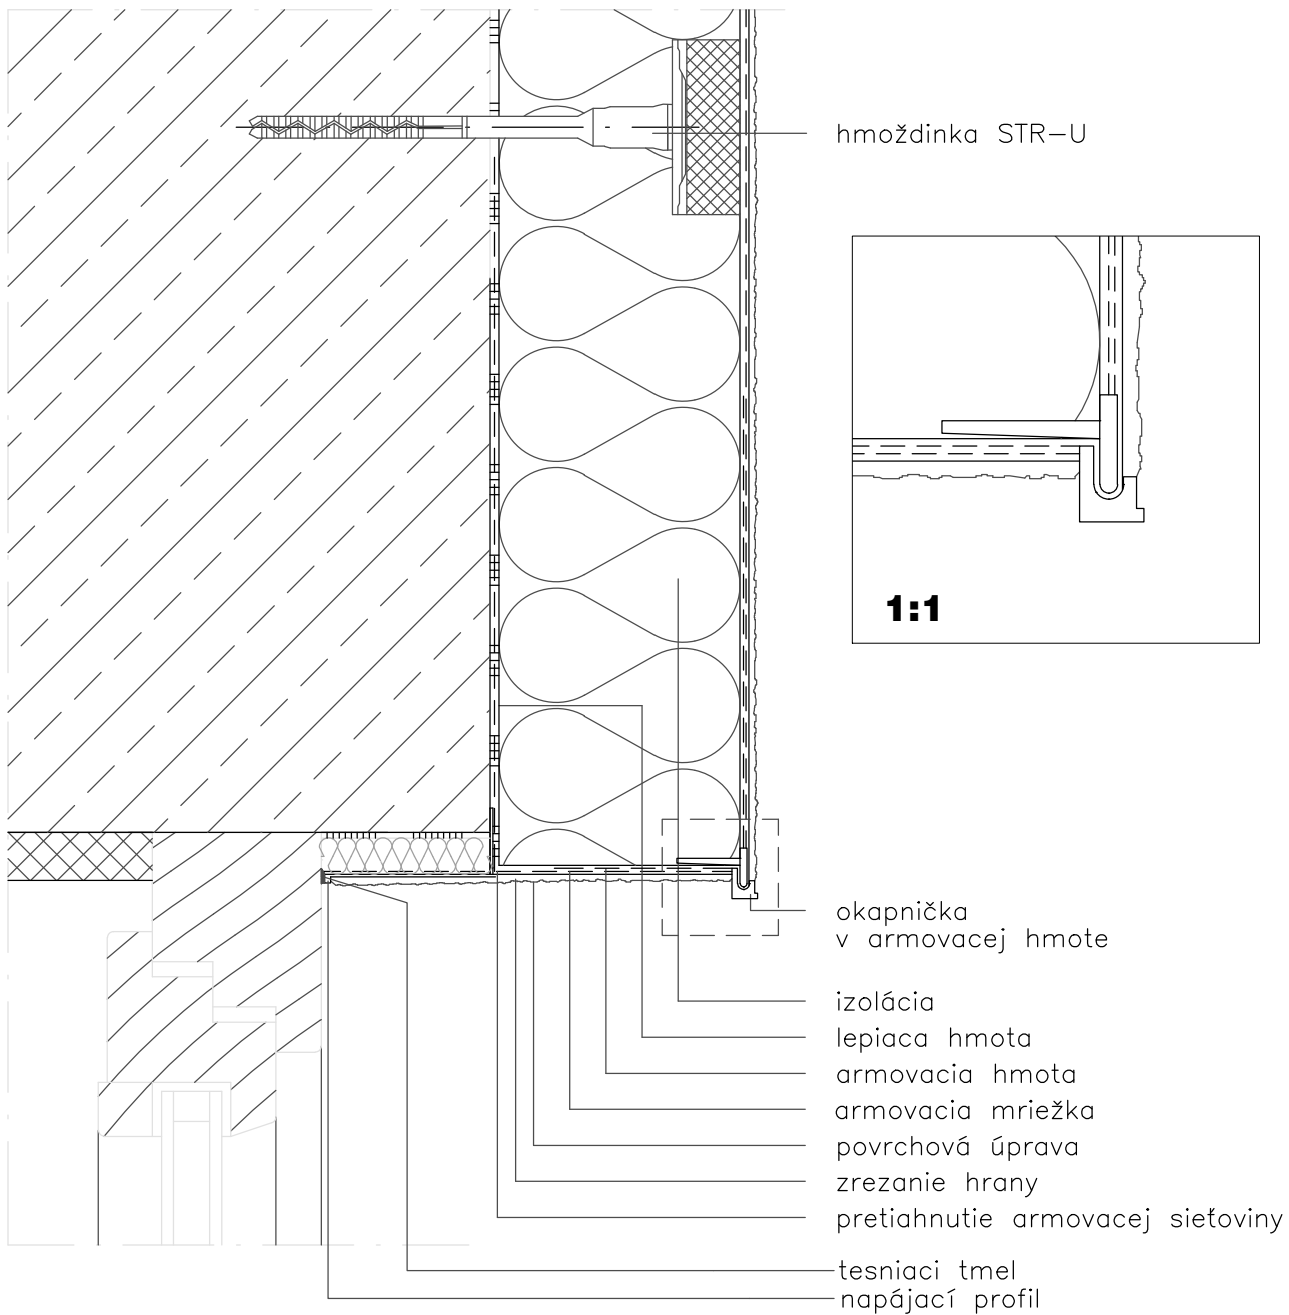 hmoždinka STR-U
1:1
okapnička
v armovacej hmote
izolácia
lepiaca hmota
armovacia hmota
armovacia mriežka
povrchová úprava
zrezanie hrany
pretiahnutie armovacej sieťoviny
tesniaci tmel
napájací profil